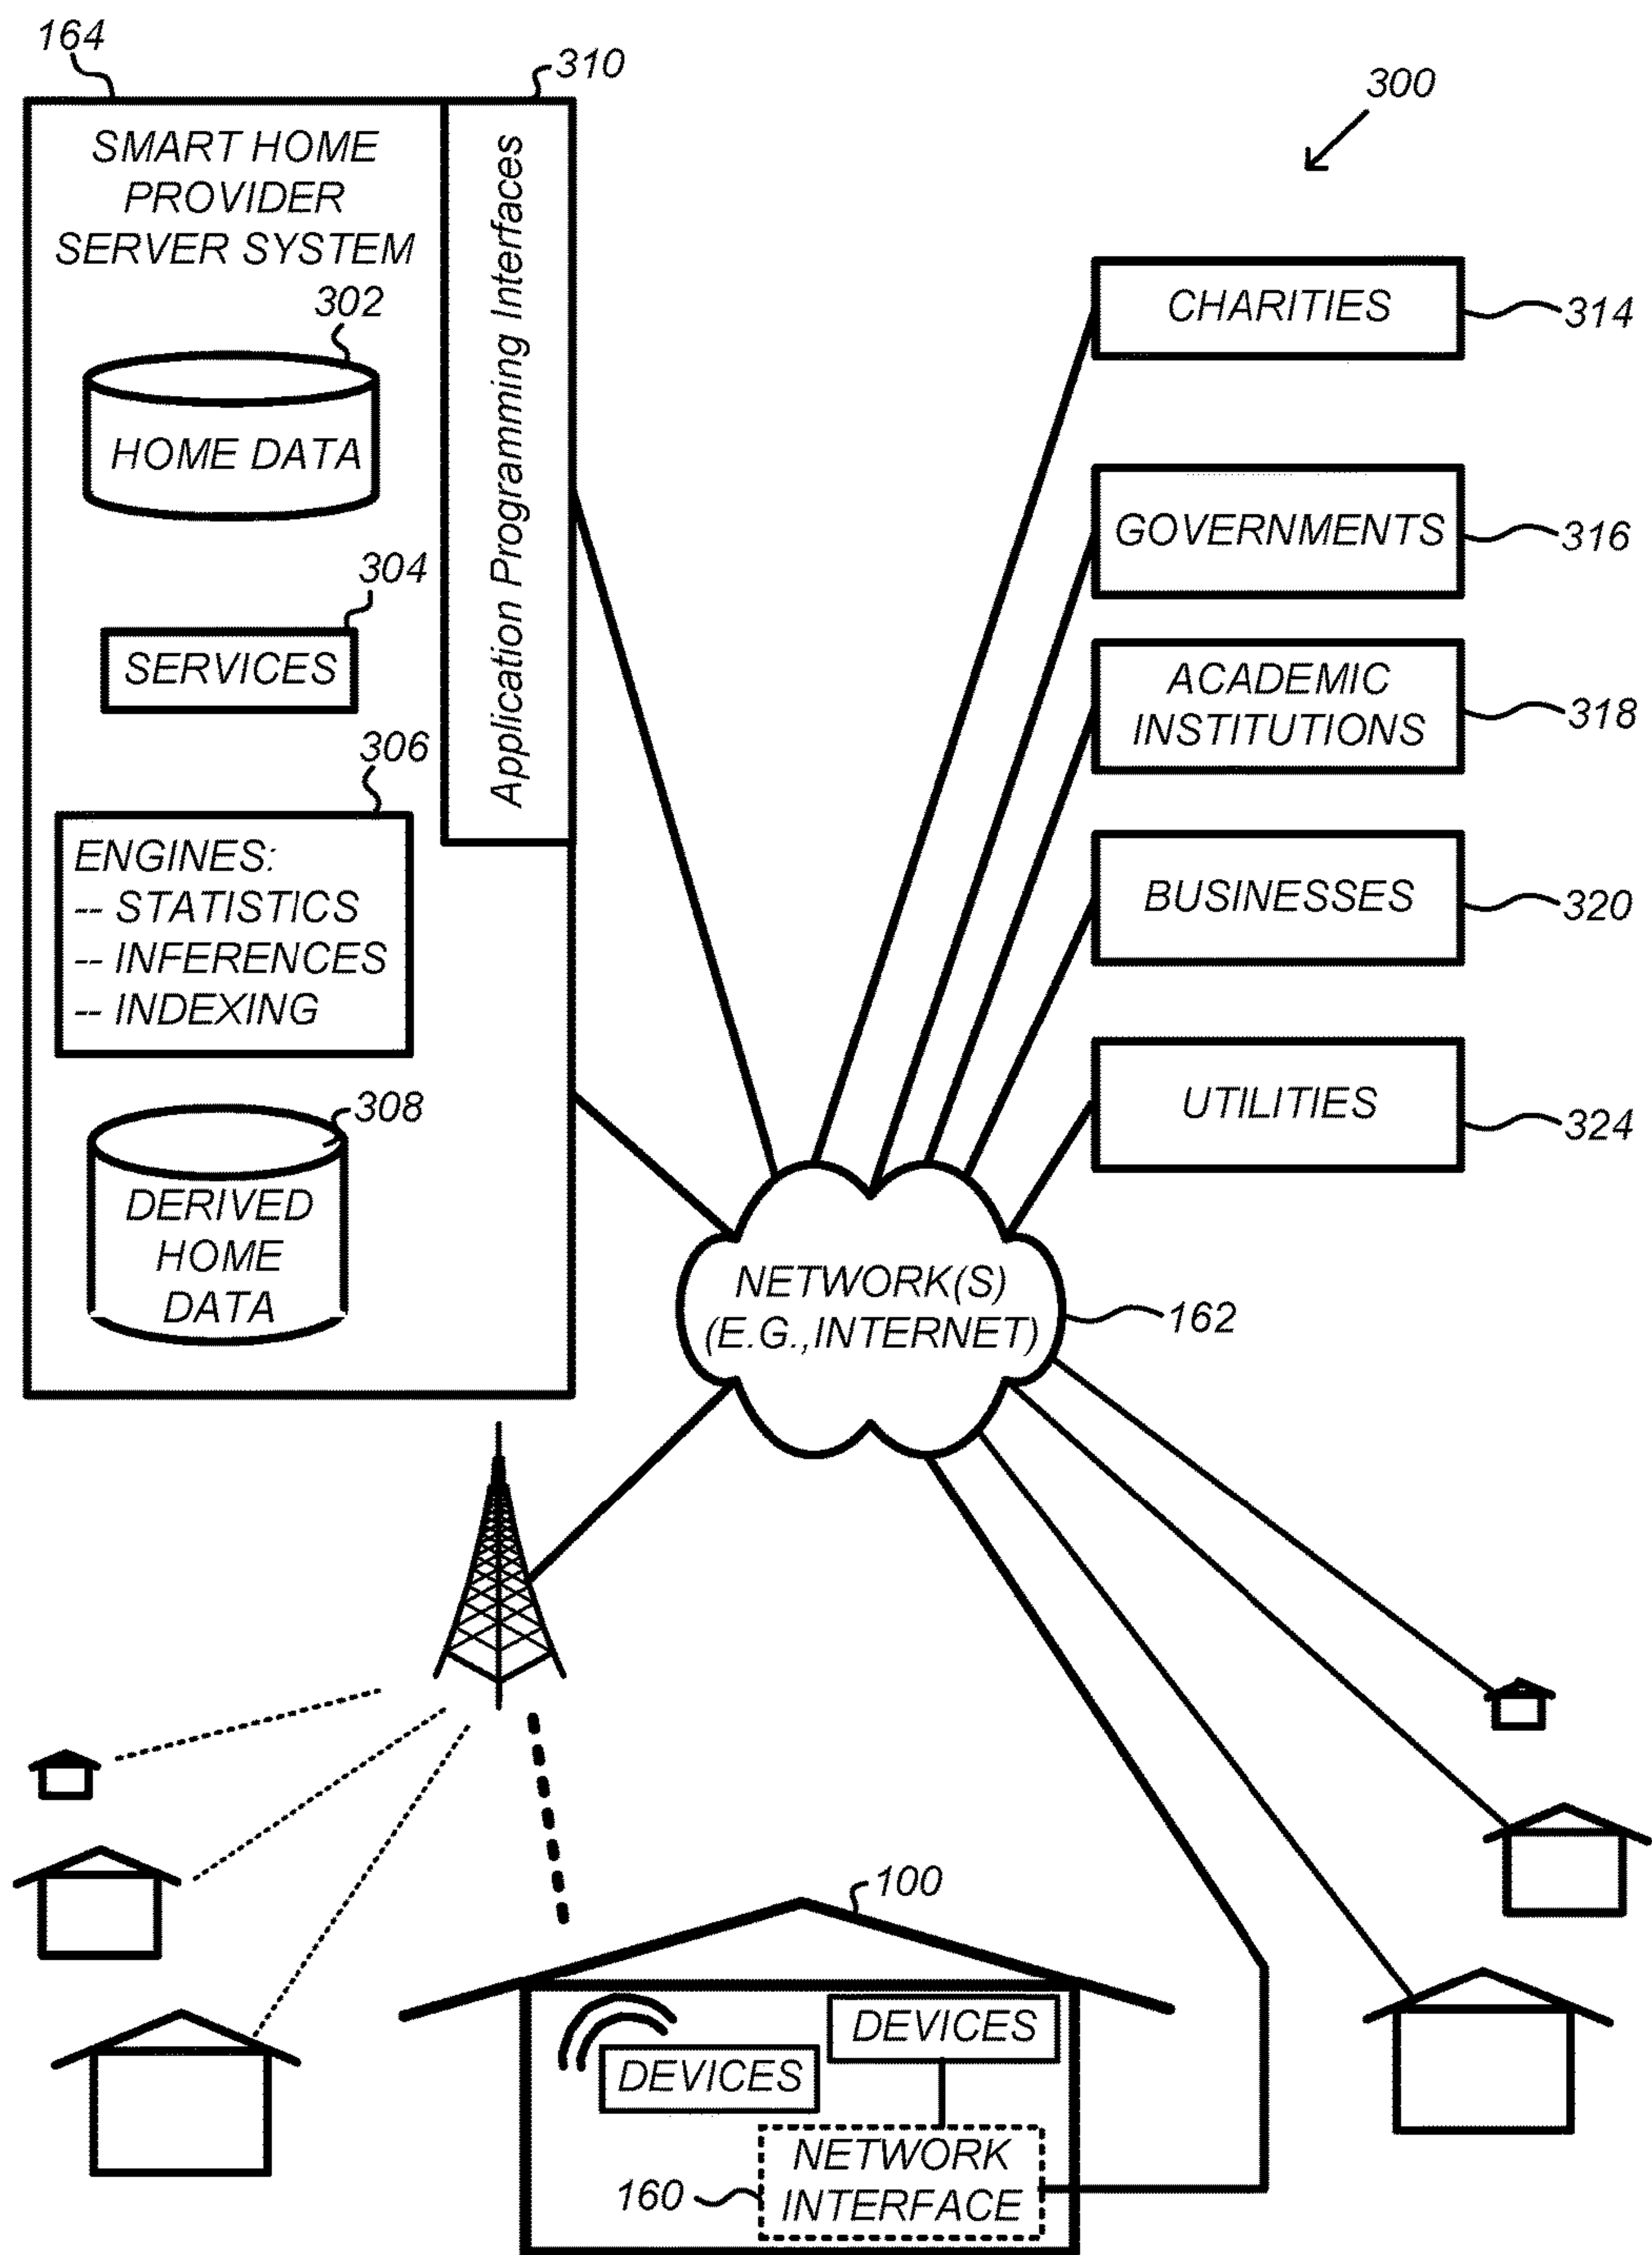 164
310
300
SMART HOME
PROVIDER
SERVER SYSTEM
Application Programming Interfaces
302
HOME DATA
304
SERVICES
306
ENGINES:
-- STATISTICS
-- INFERENCES
-- INDEXING
308
DERIVED
HOME
DATA
CHARITIES
314
GOVERNMENTS
316
ACADEMIC
INSTITUTIONS
318
BUSINESSES
320
UTILITIES
324
NETWORK(S)
(E.G.,INTERNET)
162
100
DEVICES
DEVICES
NETWORK
INTERFACE
160